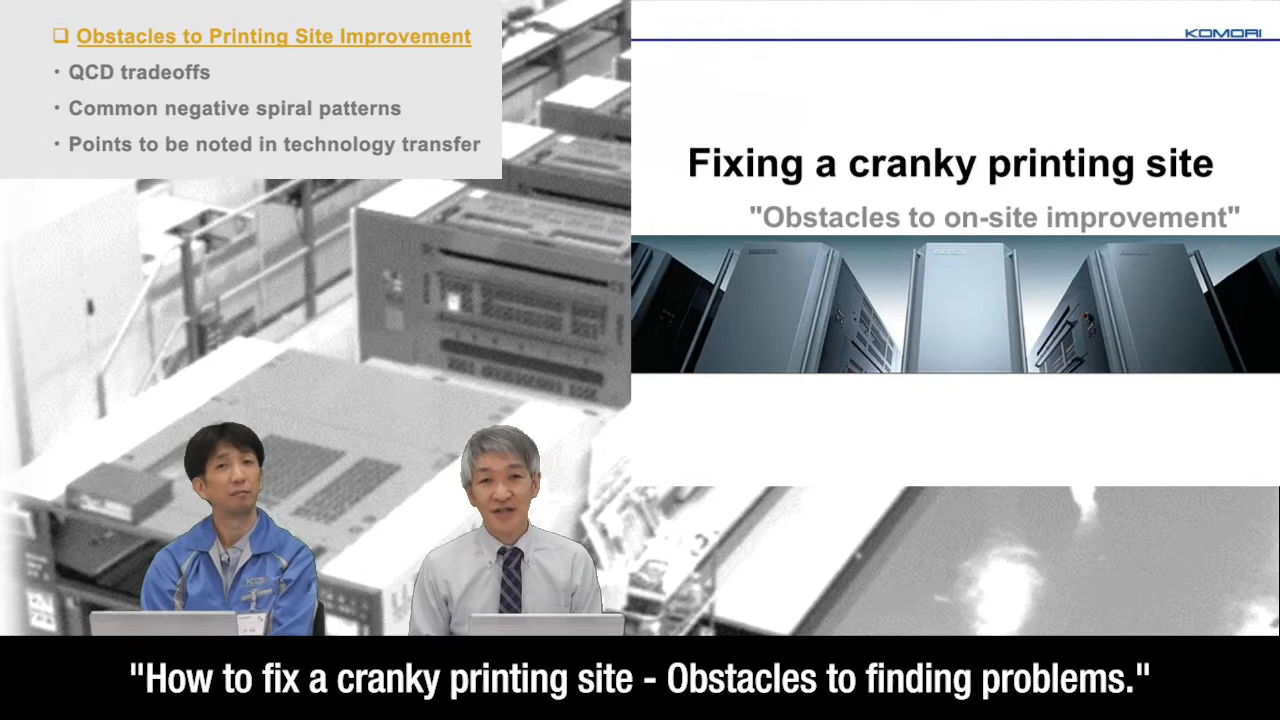 ❑ Obstacles to Printing Site Improvement
・QCD tradeoffs
・Common negative spiral patterns
・Points to be noted in technology transfer
KOMORI
Fixing a cranky printing site
"Obstacles to on-site improvement"
"How to fix a cranky printing site - Obstacles to finding problems."